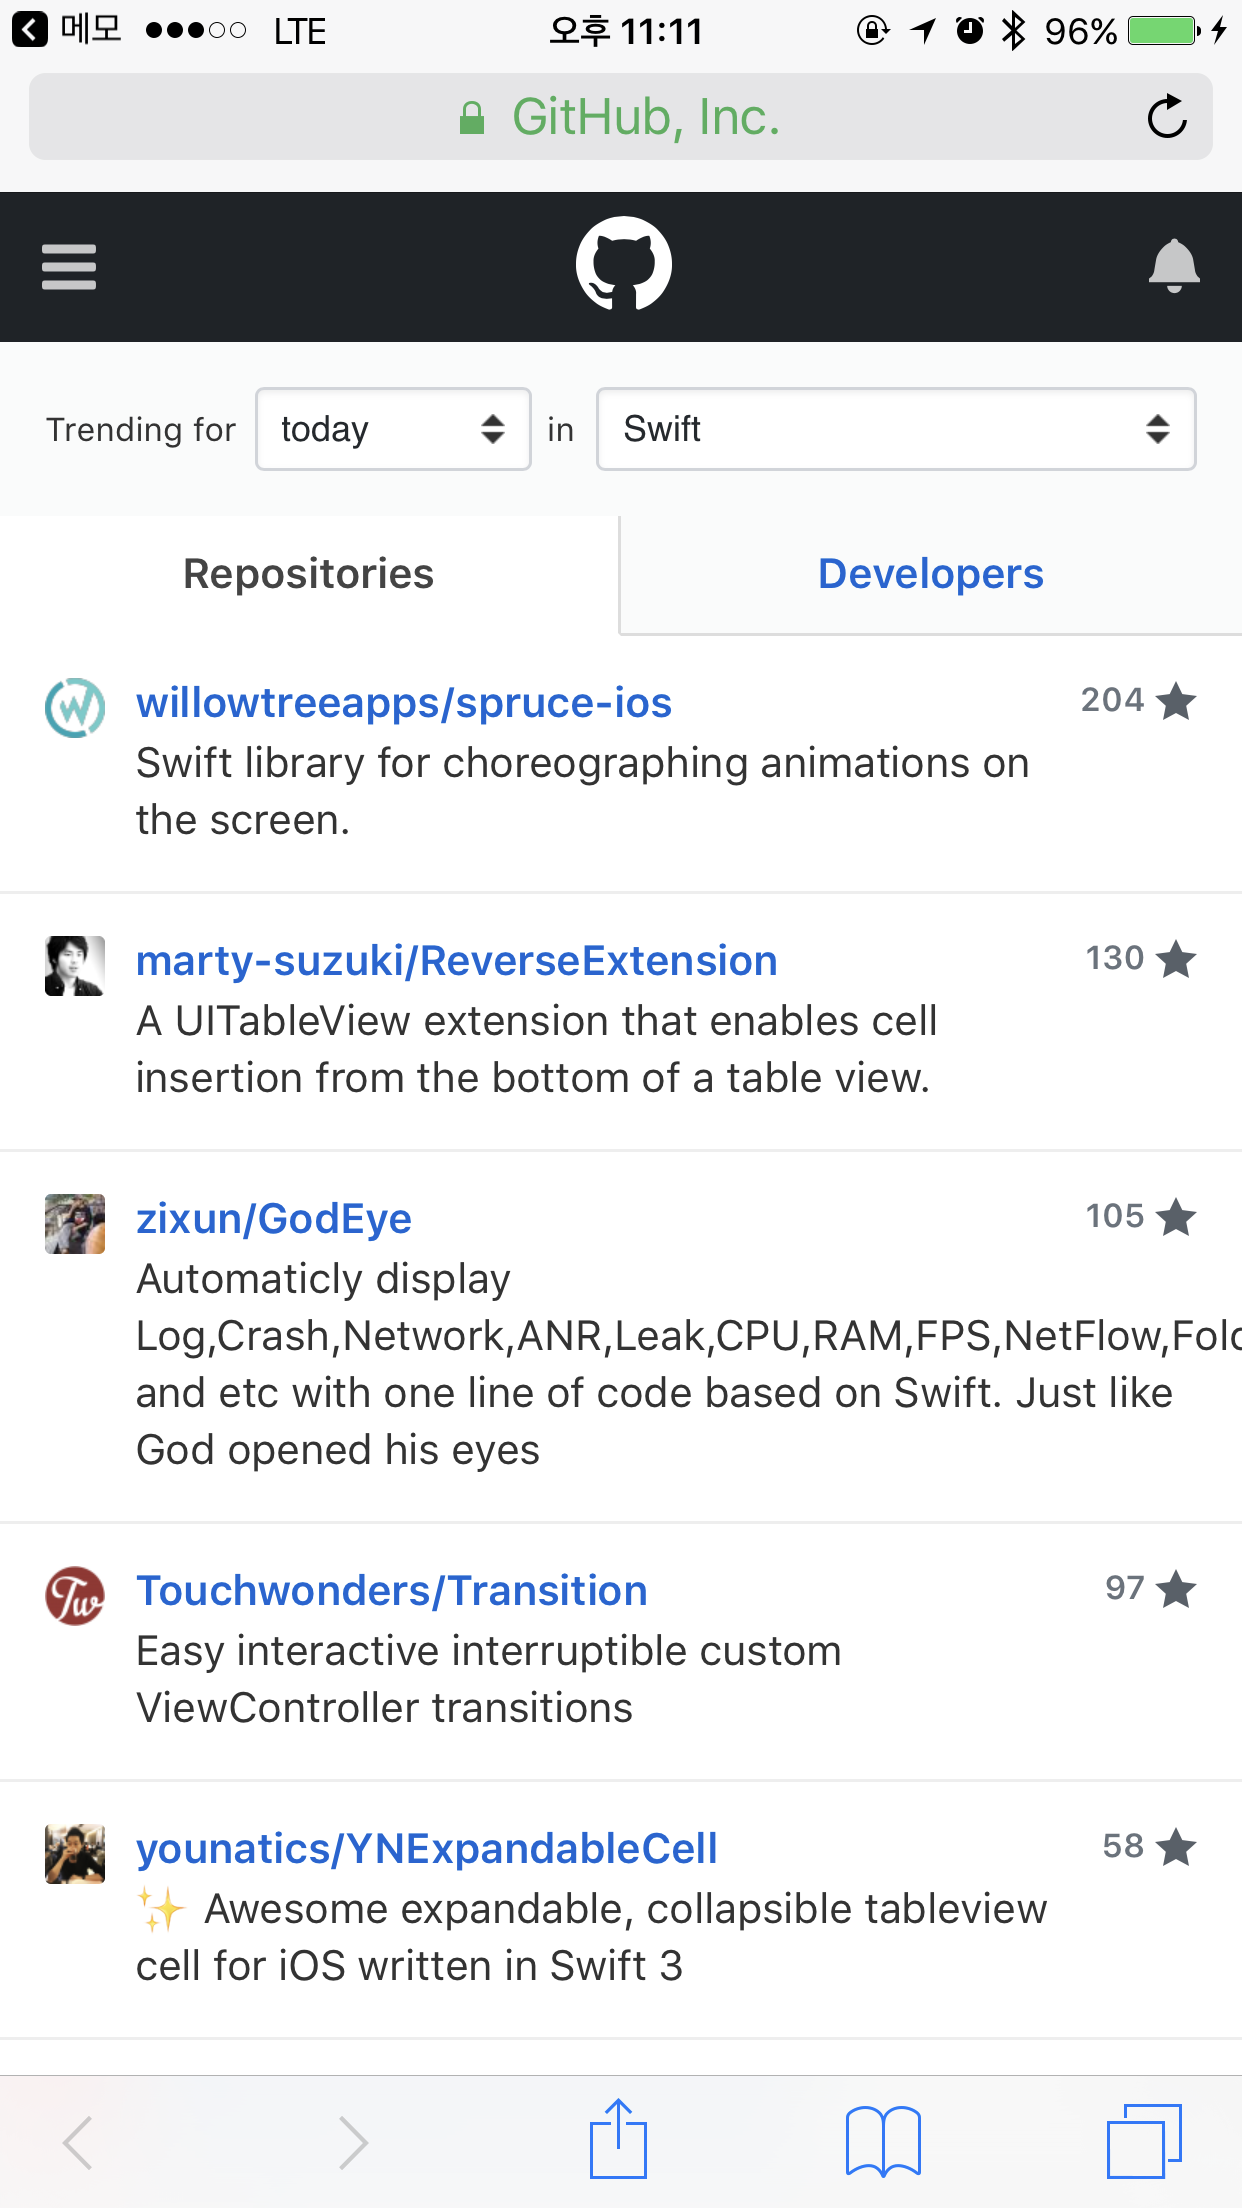 메모 LTE 오후 11:11 96%
GitHub, Inc.
Trending for today in Swift
Repositories Developers
willowtreeapps/spruce-ios 204
Swift library for choreographing animations on
the screen.
marty-suzuki/ReverseExtension 130
A UITableView extension that enables cell
insertion from the bottom of a table view.
zixun/GodEye 105
Automaticly display
Log,Crash,Network,ANR,Leak,CPU,RAM,FPS,NetFlow,Fol
and etc with one line of code based on Swift. Just like
God opened his eyes
Touchwonders/Transition 97
Easy interactive interruptible custom
ViewController transitions
younatics/YNExpandableCell 58
✨ Awesome expandable, collapsible tableview
cell for iOS written in Swift 3